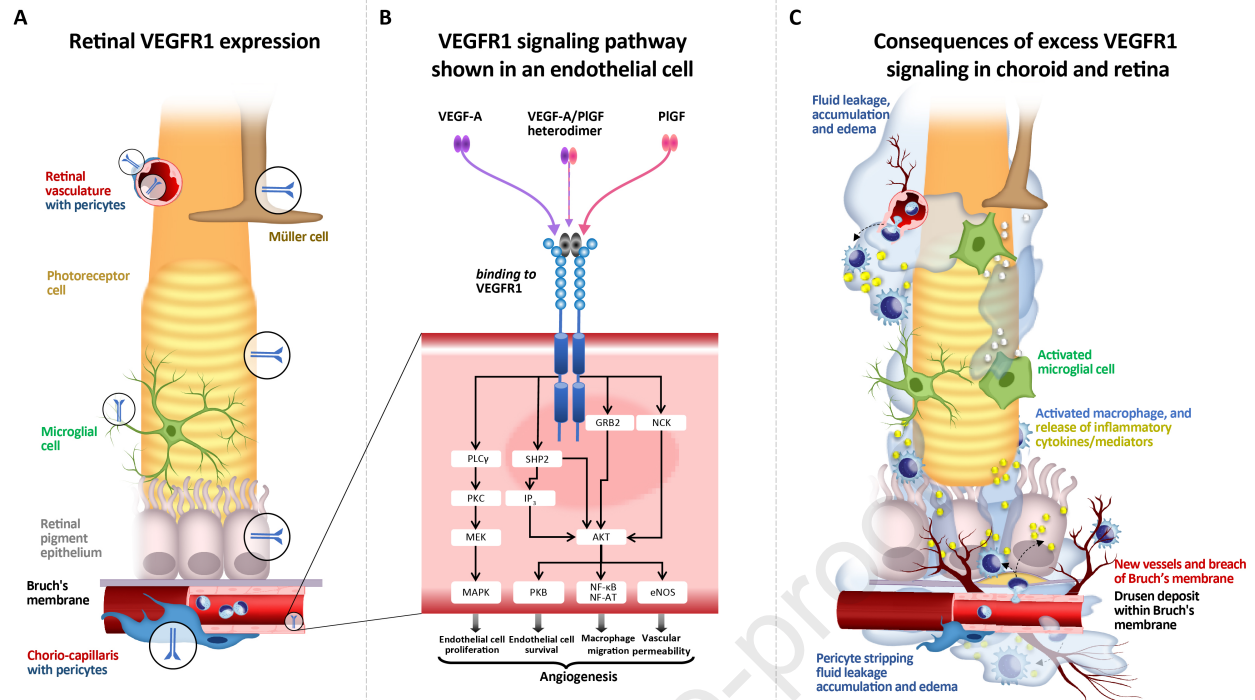 A
Retinal VEGFR1 expression
Retinal
vasculature
with pericytes
Müller cell
Photoreceptor
cell
Microglial
cell
Retinal
pigment
epithelium
Bruch's
membrane
Chorio-capillaris
with pericytes
B
VEGFR1 signaling pathway
shown in an endothelial cell
VEGF-A
VEGF-A/PlGF
heterodimer
PlGF
binding to
VEGFR1
GRB2
NCK
PLCγ
SHP2
PKC
IP3
MEK
AKT
MAPK
PKB
NF-κB
NF-AT
eNOS
Endothelial cell
proliferation
Endothelial cell
survival
Macrophage
migration
Vascular
permeability
Angiogenesis
C
Consequences of excess VEGFR1
signaling in choroid and retina
Fluid leakage,
accumulation
and edema
Activated
microglial cell
Activated macrophage, and
release of inflammatory
cytokines/mediators
New vessels and breach
of Bruch's membrane
Drusen deposit
within Bruch's
membrane
Pericyte stripping
fluid leakage
accumulation and edema